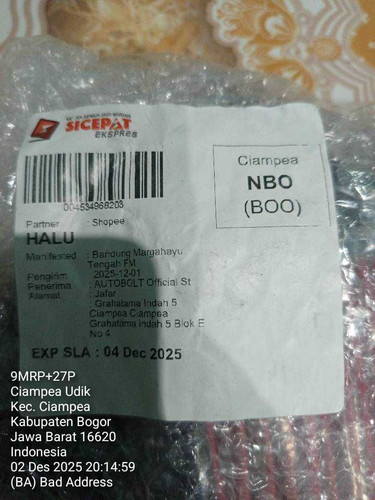 SICEPAT
EKSPRES
004534969203
Ciampea
NBO
(BOO)
Partner : Shopee
HALU
Manifested : Bandung Margahayu
Tengah FM
2025-12-01
Pengirim : AUTOBOLT Official St
Penerima : Jafar
Alamat : Grahatama Indah 5
Ciampea Ciampea
Grahatama Indah 5 Blok E
No 4
EXP SLA : 04 Dec 2025
9MRP+27P
Ciampea Udik
Kec. Ciampea
Kabupaten Bogor
Jawa Barat 16620
Indonesia
02 Des 2025 20:14:59
(BA) Bad Address